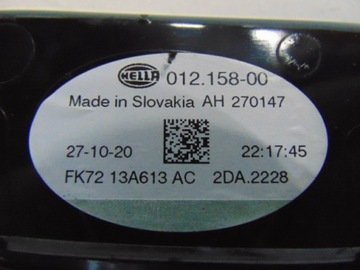 HELLA 012.158-00
Made in Slovakia AH 270147
27-10-20 22:17:45
FK72 13A613 AC 2DA.2228